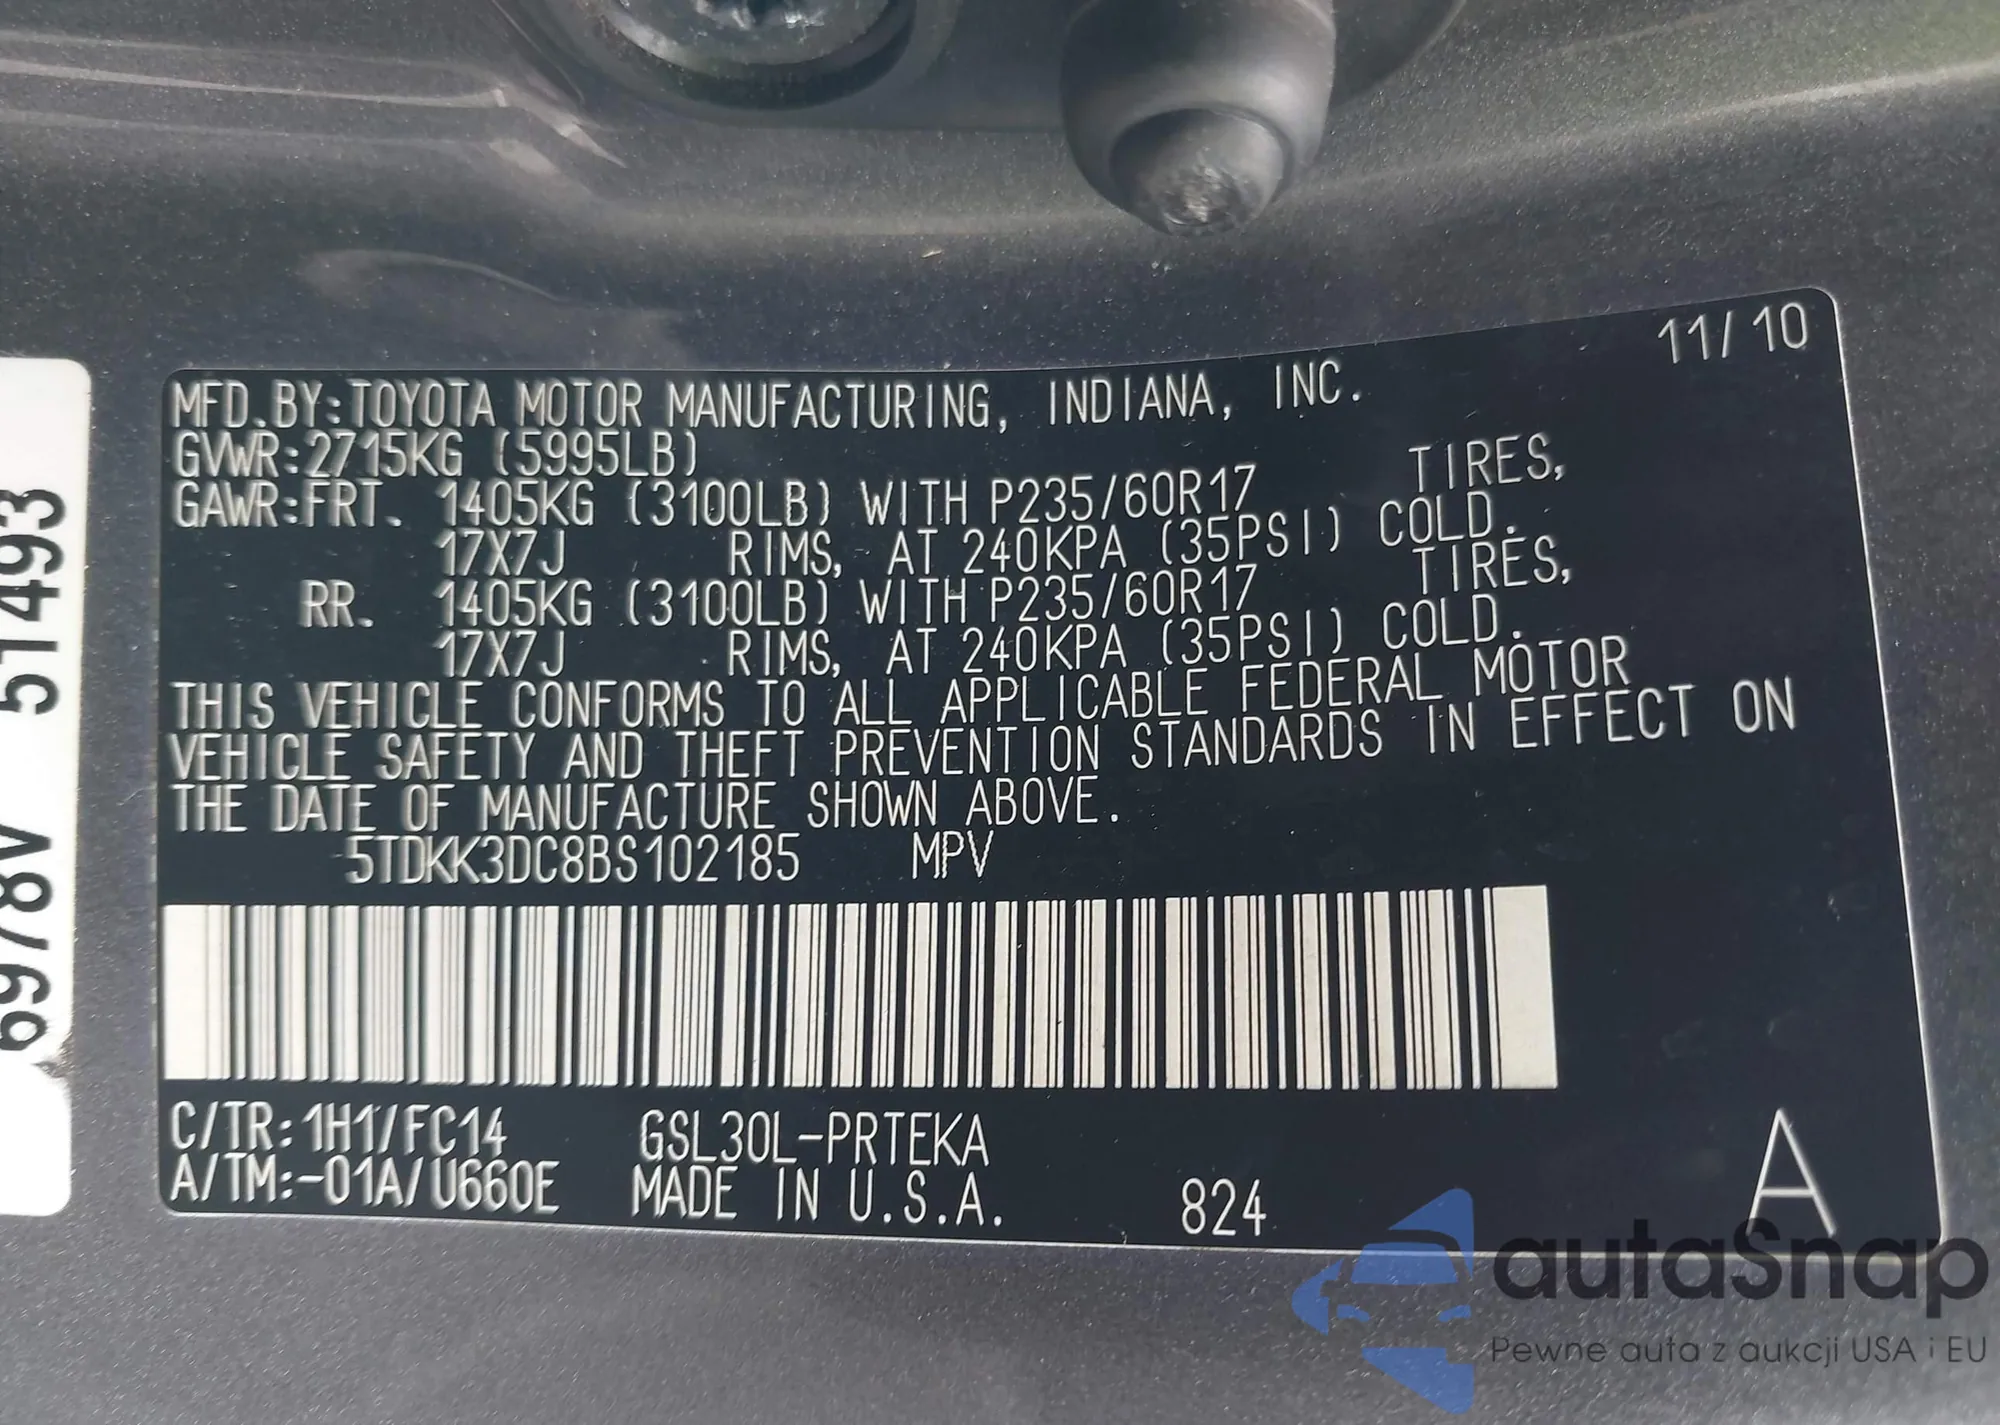 11/10
MFD.BY:TOYOTA MOTOR MANUFACTURING, INDIANA, INC.
GVWR:2715KG (5995LB)
GAWR:FRT. 1405KG (3100LB) WITH P235/60R17 TIRES,
17X7J RIMS, AT 240KPA (35PSI) COLD.
RR. 1405KG (3100LB) WITH P235/60R17 TIRES,
17X7J RIMS, AT 240KPA (35PSI) COLD.
THIS VEHICLE CONFORMS TO ALL APPLICABLE FEDERAL MOTOR
VEHICLE SAFETY AND THEFT PREVENTION STANDARDS IN EFFECT ON
THE DATE OF MANUFACTURE SHOWN ABOVE.
5TDKK3DC8BS102185 MPV
C/TR:1H1/FC14 GSL30L-PRTEKA
A/TM:-01A/U660E MADE IN U.S.A. 824 A
6978V 51493
autaSnap
Pewne auta z aukcji USA i EU